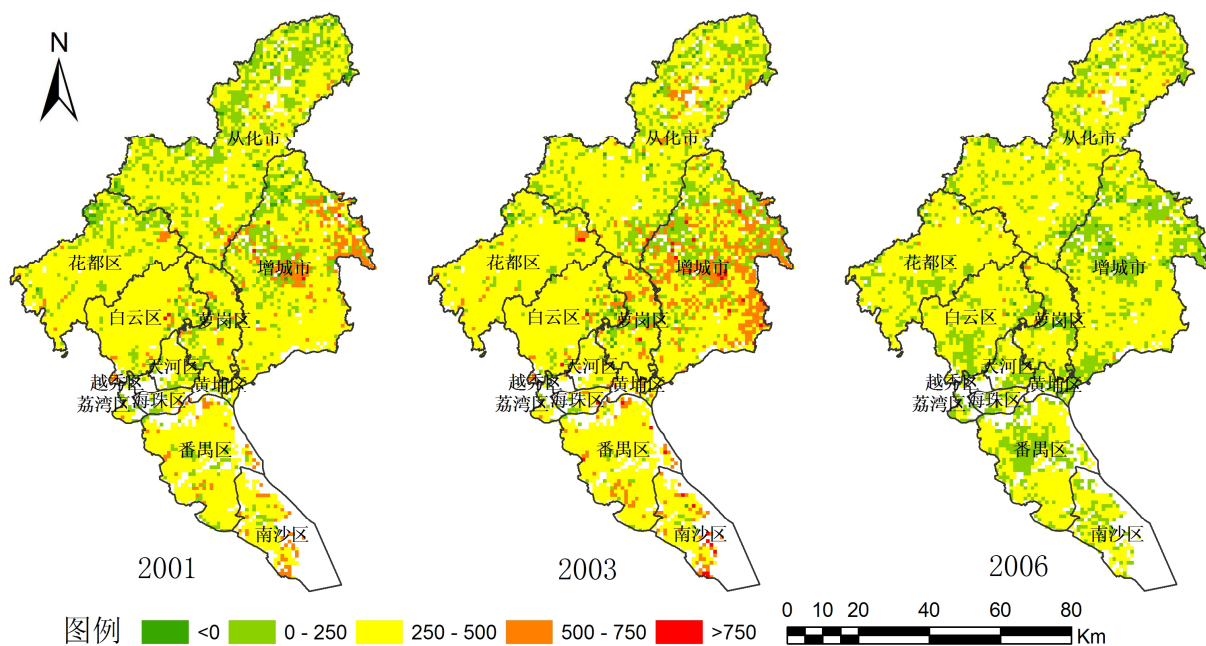 N
从化市
从化市
从化市
花都区
增城市
花都区
增城市
花都区
增城市
白云区
萝岗区
白云区
萝岗区
白云区
萝岗区
天河区
天河区
天河区
越秀区
黄埔区
越秀区
黄埔区
越秀区
黄埔区
荔湾区
海珠区
荔湾区
海珠区
荔湾区
海珠区
番禺区
番禺区
番禺区
南沙区
南沙区
南沙区
2001
2003
2006
图例 <0 0 - 250 250 - 500 500 - 750 >750
0 10 20 40 60 80
Km